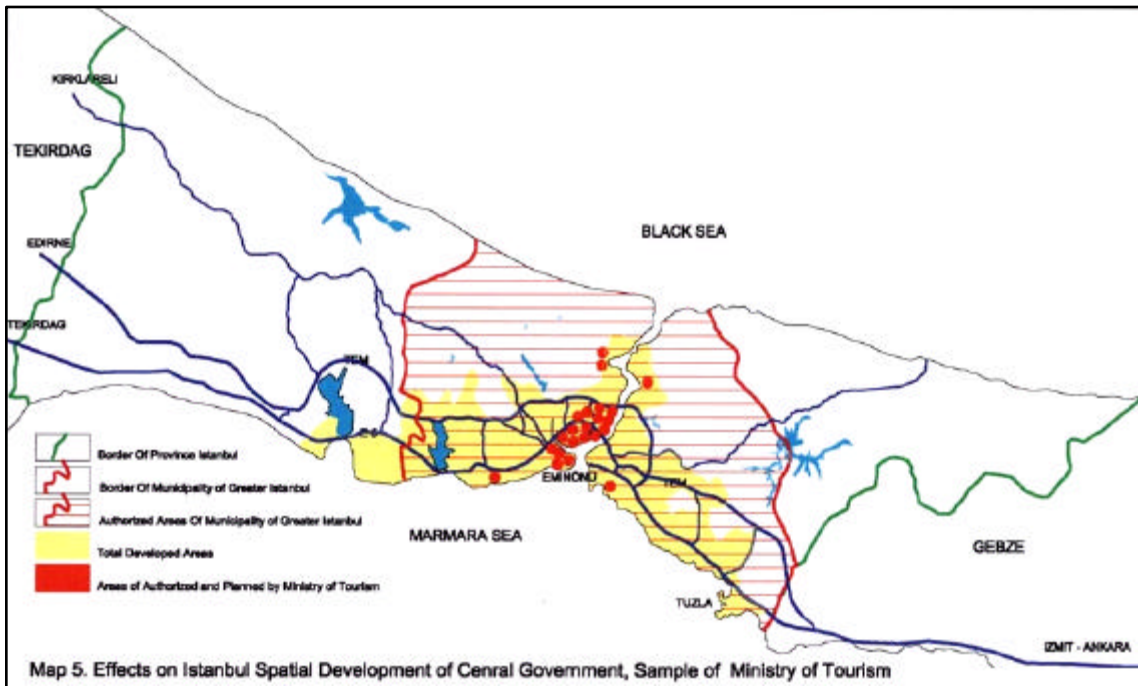 KIRKLARELI
TEKIRDAG
EDIRNE
TEKIRDAG
BLACK SEA
TEM
E-5
EMINONU
TEM
MARMARA SEA
GEBZE
TUZLA
IZMIT - ANKARA
Border Of Province Istanbul
Border Of Municipality of Greater Istanbul
Authorized Areas Of Municipality of Greater Istanbul
Total Developed Areas
Areas of Authorized and Planned by Ministry of Tourism
Map 5. Effects on Istanbul Spatial Development of Cenral Government, Sample of Ministry of Tourism